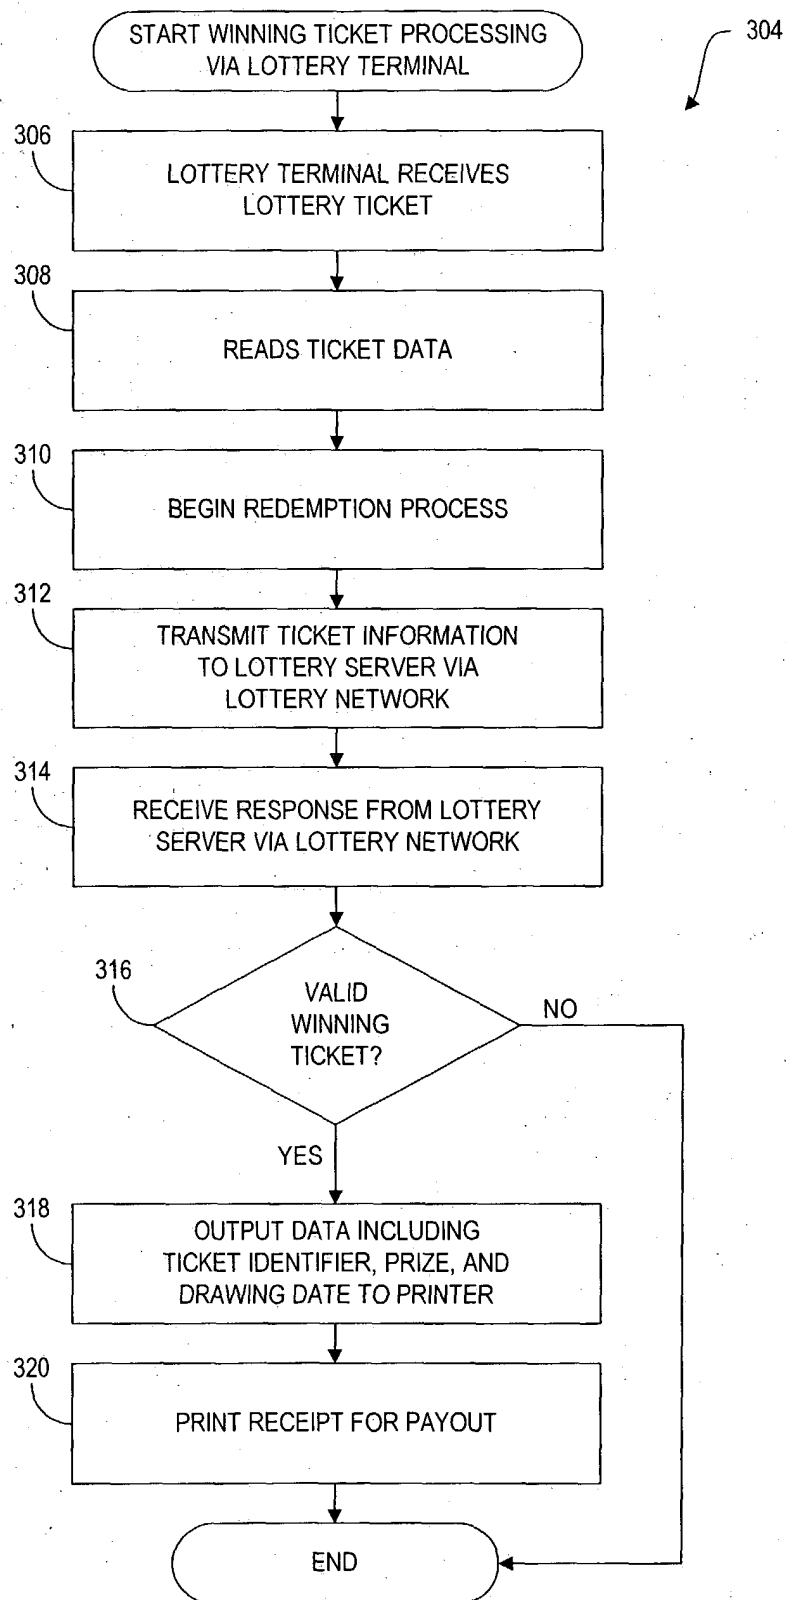 START WINNING TICKET PROCESSING
VIA LOTTERY TERMINAL
304
306
LOTTERY TERMINAL RECEIVES
LOTTERY TICKET
308
READS TICKET DATA
310
BEGIN REDEMPTION PROCESS
312
TRANSMIT TICKET INFORMATION
TO LOTTERY SERVER VIA
LOTTERY NETWORK
314
RECEIVE RESPONSE FROM LOTTERY
SERVER VIA LOTTERY NETWORK
316
VALID
WINNING
TICKET?
NO
YES
318
OUTPUT DATA INCLUDING
TICKET IDENTIFIER, PRIZE, AND
DRAWING DATE TO PRINTER
320
PRINT RECEIPT FOR PAYOUT
END